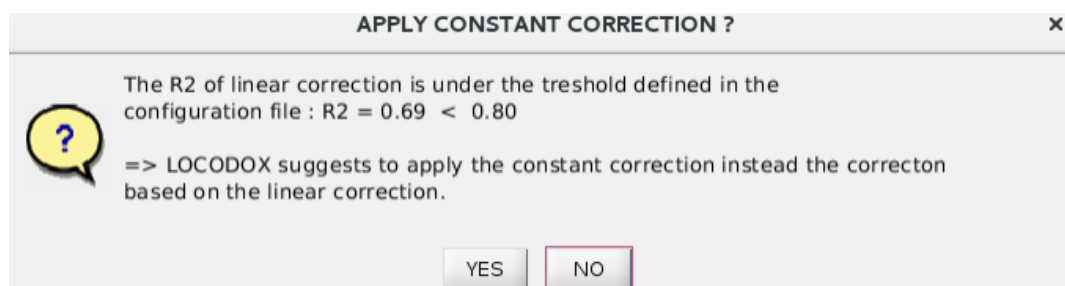 APPLY CONSTANT CORRECTION ?
The R2 of linear correction is under the treshold defined in the
configuration file : R2 = 0.69 < 0.80
=> LOCODOX suggests to apply the constant correction instead the correcton
based on the linear correction.
YES NO